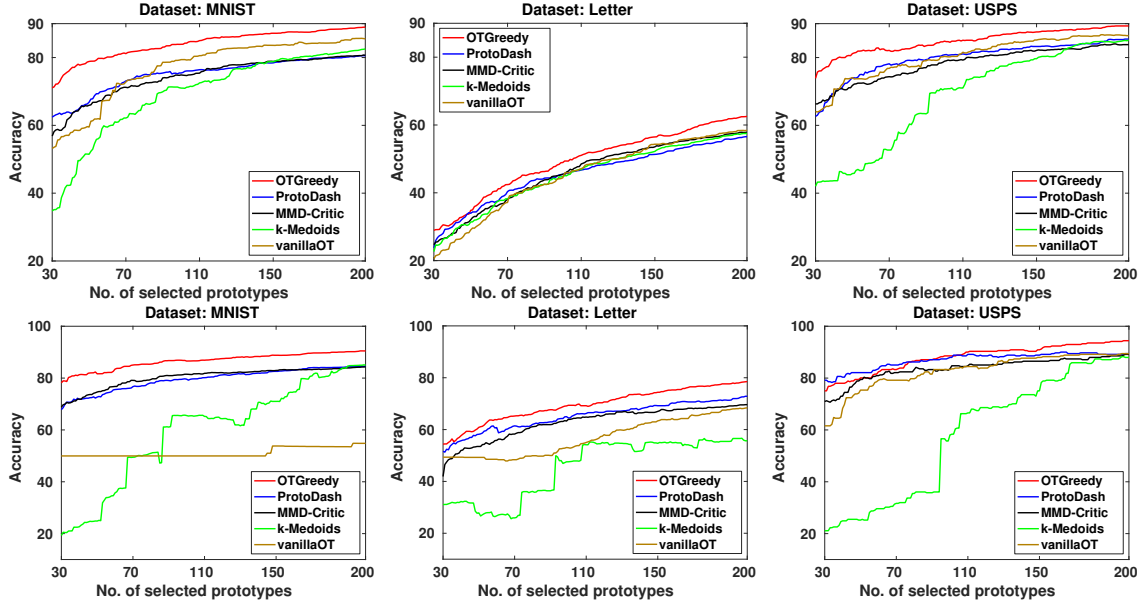 Dataset: MNIST
90
80
60
40
20
Accuracy
30
70
110
150
200
No. of selected prototypes
OTGreedy
ProtoDash
MMD-Critic
k-Medoids
vanillaOT
Dataset: Letter
90
80
60
40
20
Accuracy
30
70
110
150
200
No. of selected prototypes
OTGreedy
ProtoDash
MMD-Critic
k-Medoids
vanillaOT
Dataset: USPS
90
80
60
40
20
Accuracy
30
70
110
150
200
No. of selected prototypes
OTGreedy
ProtoDash
MMD-Critic
k-Medoids
vanillaOT
Dataset: MNIST
100
80
60
40
20
Accuracy
30
70
110
150
200
No. of selected prototypes
OTGreedy
ProtoDash
MMD-Critic
k-Medoids
vanillaOT
Dataset: Letter
100
80
60
40
20
Accuracy
30
70
110
150
200
No. of selected prototypes
OTGreedy
ProtoDash
MMD-Critic
k-Medoids
vanillaOT
Dataset: USPS
100
80
60
40
20
Accuracy
30
70
110
150
200
No. of selected prototypes
OTGreedy
ProtoDash
MMD-Critic
k-Medoids
vanillaOT